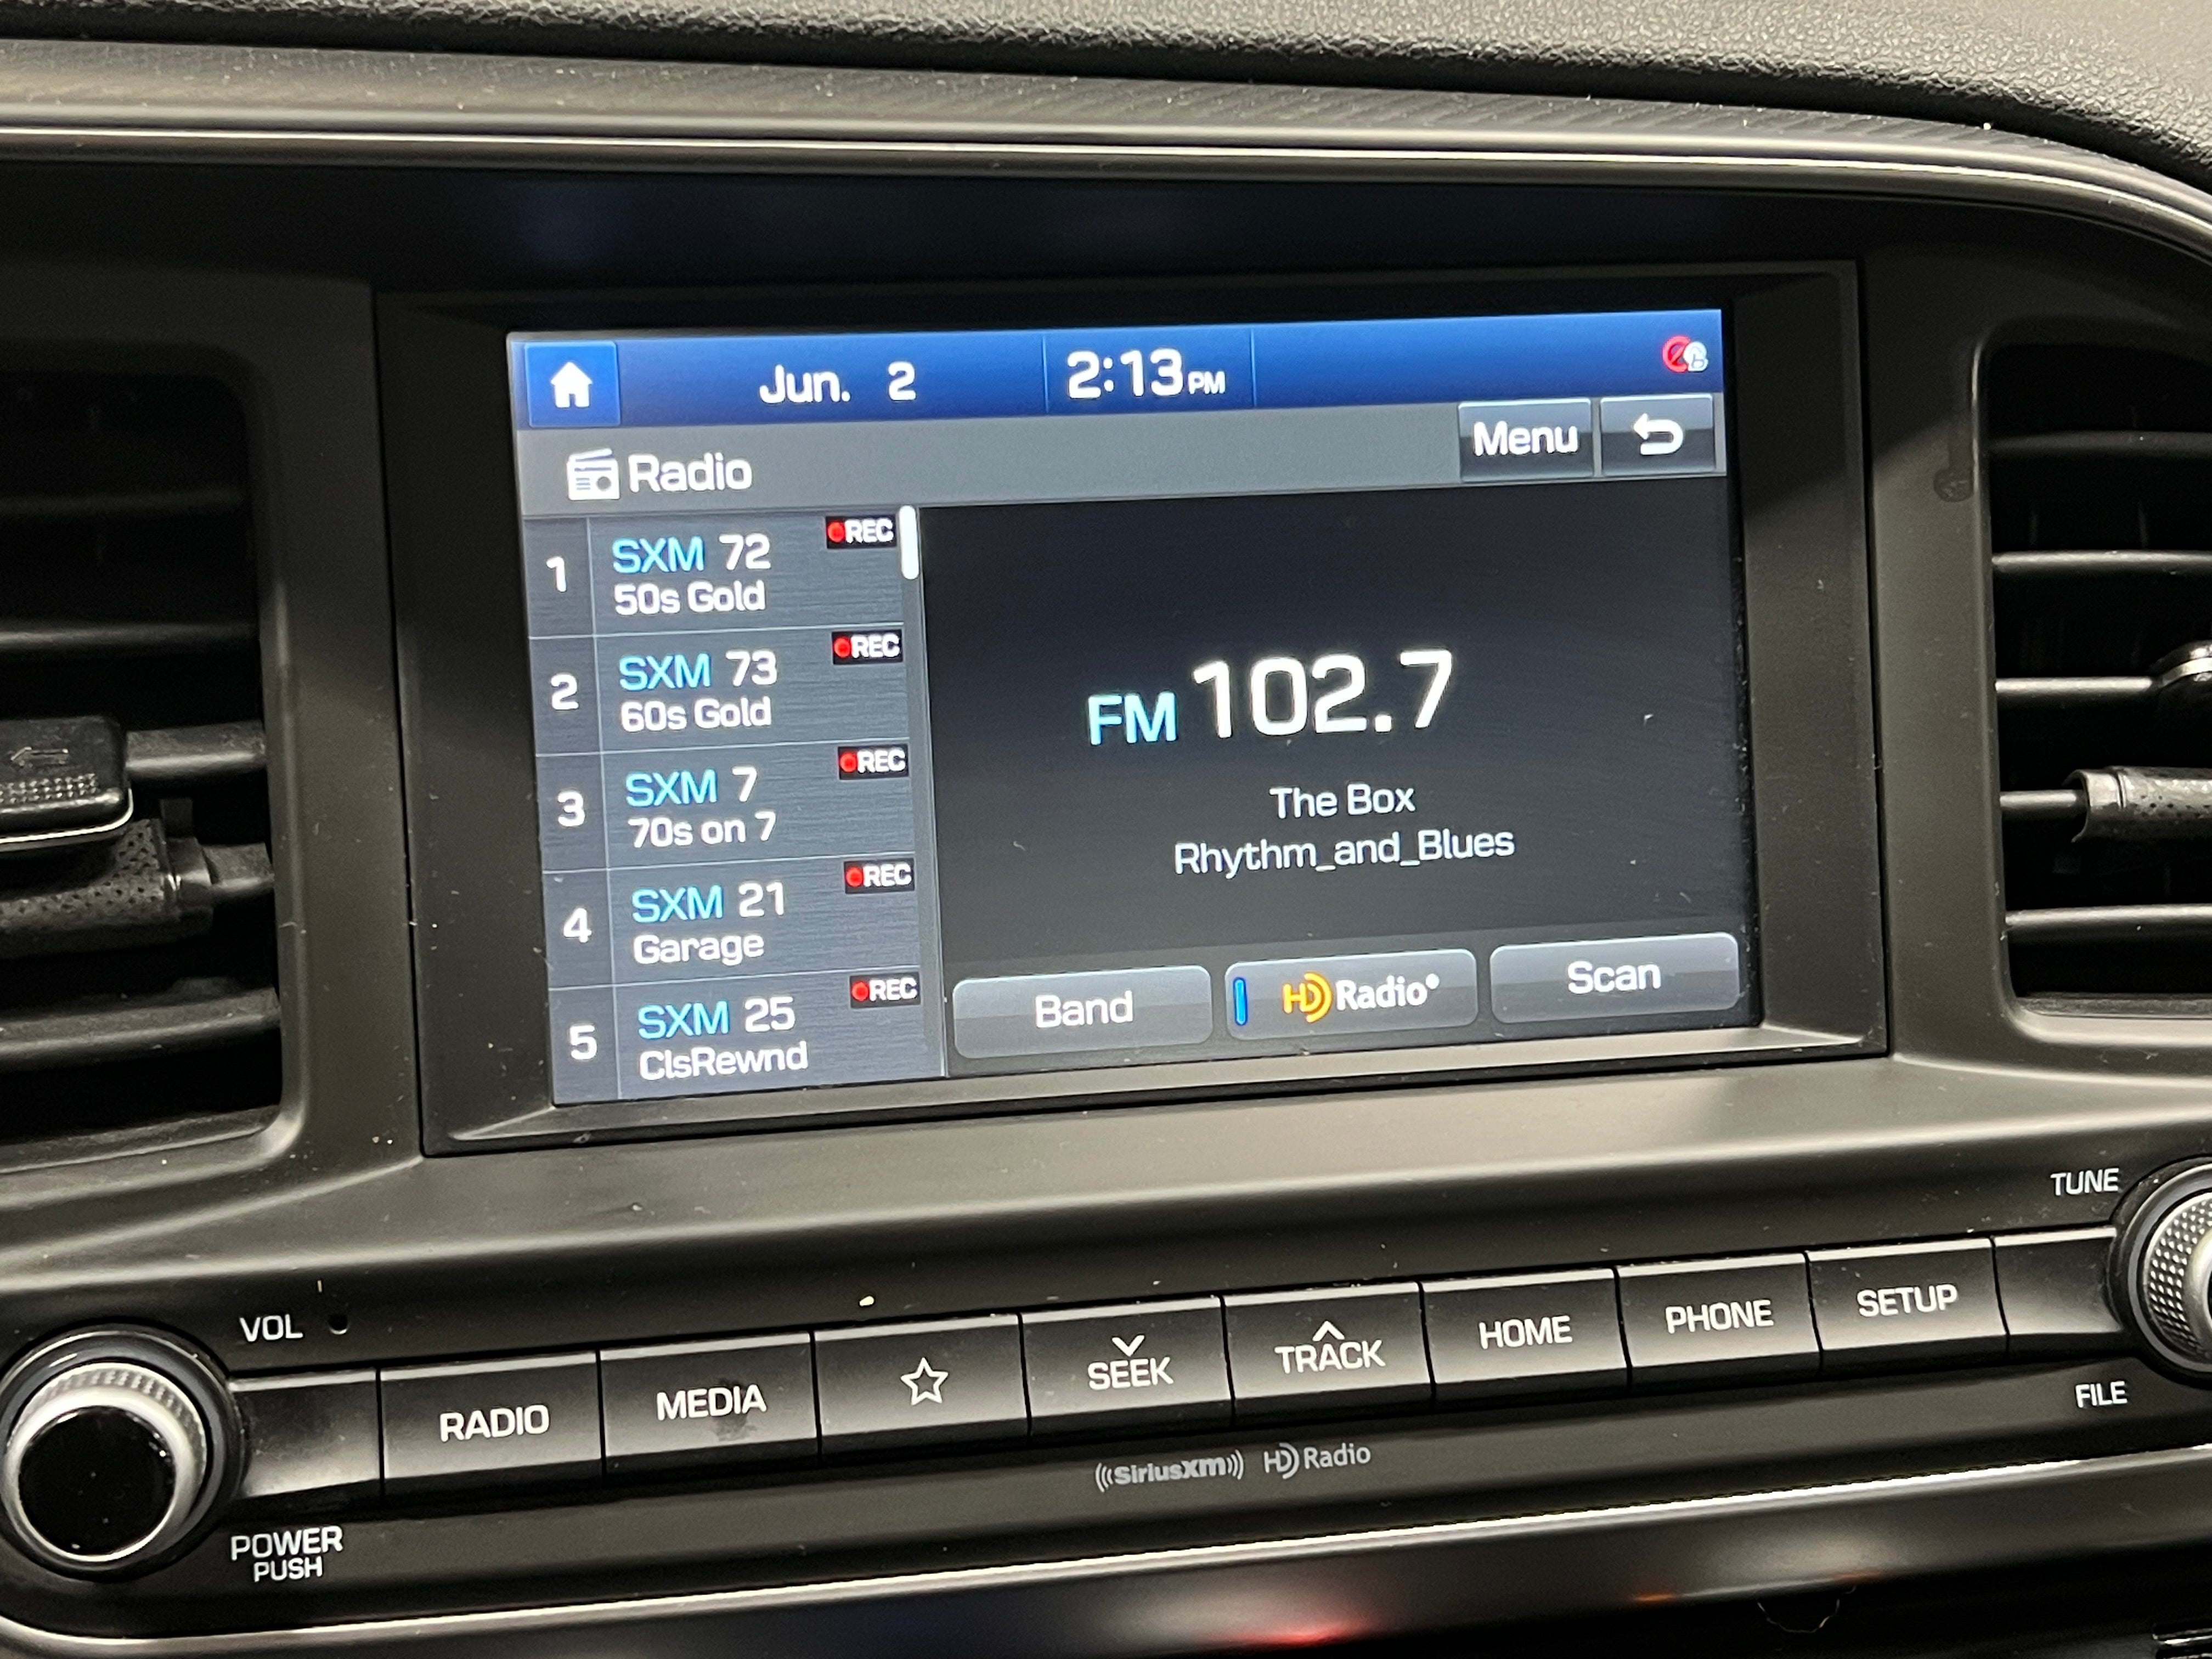 Jun. 2
2:13PM
Radio
Menu
1
SXM 72
REC
50s Gold
2
SXM 73
REC
60s Gold
3
SXM 7
REC
70s on 7
4
SXM 21
REC
Garage
5
SXM 25
REC
ClsRewnd
FM 102.7
The Box
Rhythm_and_Blues
Band
HD Radio®
Scan
VOL
POWER
PUSH
RADIO
MEDIA
SEEK
TRACK
HOME
PHONE
SETUP
TUNE
FILE
(((SiriusXM))) HD Radio